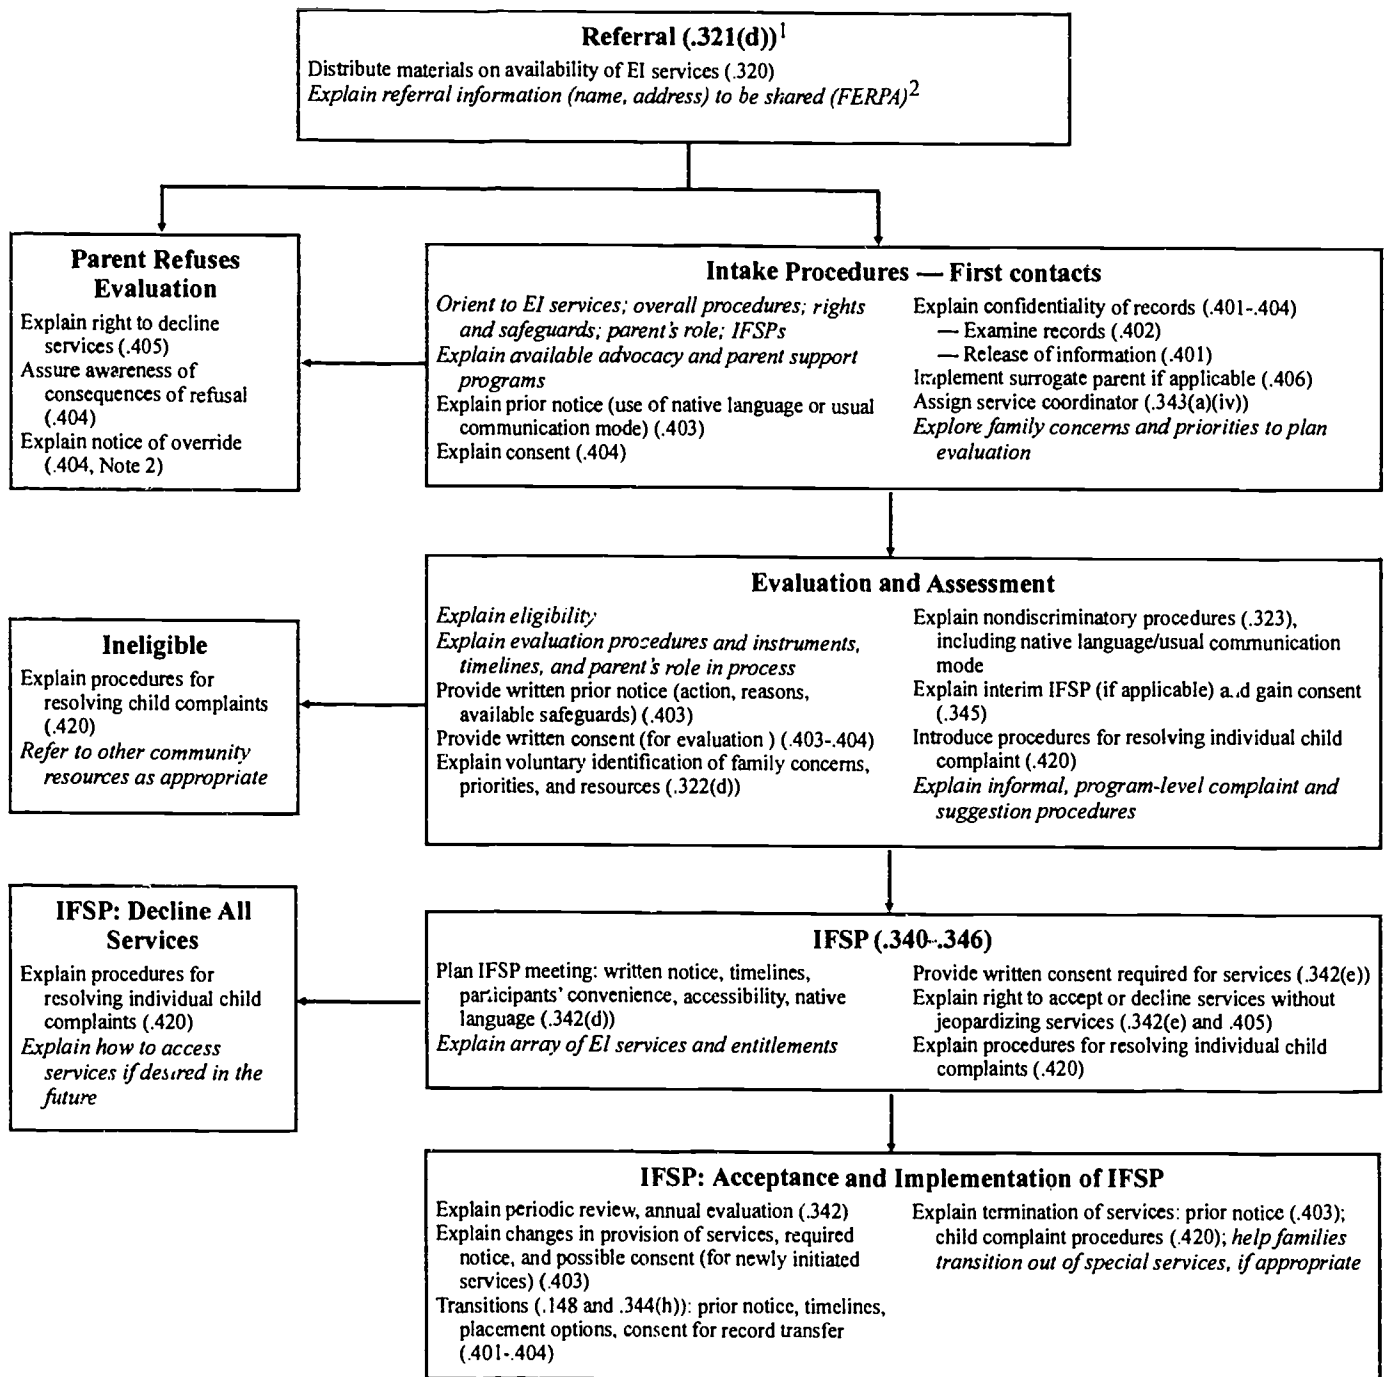 Referral (.321(d))1
Distribute materials on availability of EI services (.320)
Explain referral information (name, address) to be shared (FERPA)2
Parent Refuses
Evaluation
Explain right to decline
services (.405)
Assure awareness of
consequences of refusal
(.404)
Explain notice of override
(.404, Note 2)
Intake Procedures — First contacts
Orient to EI services; overall procedures; rights
and safeguards; parent's role; IFSPs
Explain available advocacy and parent support
programs
Explain prior notice (use of native language or usual
communication mode) (.403)
Explain consent (.404)
Explain confidentiality of records (.401-.404)
— Examine records (.402)
— Release of information (.401)
Implement surrogate parent if applicable (.406)
Assign service coordinator (.343(a)(iv))
Explore family concerns and priorities to plan
evaluation
Ineligible
Explain procedures for
resolving child complaints
(.420)
Refer to other community
resources as appropriate
Evaluation and Assessment
Explain eligibility
Explain evaluation procedures and instruments,
timelines, and parent's role in process
Provide written prior notice (action, reasons,
available safeguards) (.403)
Provide written consent (for evaluation ) (.403-.404)
Explain voluntary identification of family concerns,
priorities, and resources (.322(d))
Explain nondiscriminatory procedures (.323),
including native language/usual communication
mode
Explain interim IFSP (if applicable) and gain consent
(.345)
Introduce procedures for resolving individual child
complaint (.420)
Explain informal, program-level complaint and
suggestion procedures
IFSP: Decline All
Services
Explain procedures for
resolving individual child
complaints (.420)
Explain how to access
services if desired in the
future
IFSP (.340-.346)
Plan IFSP meeting: written notice, timelines,
participants' convenience, accessibility, native
language (.342(d))
Explain array of EI services and entitlements
Provide written consent required for services (.342(e))
Explain right to accept or decline services without
jeopardizing services (.342(e) and .405)
Explain procedures for resolving individual child
complaints (.420)
IFSP: Acceptance and Implementation of IFSP
Explain periodic review, annual evaluation (.342)
Explain changes in provision of services, required
notice, and possible consent (for newly initiated
services) (.403)
Transitions (.148 and .344(h)): prior notice, timelines,
placement options, consent for record transfer
(.401-.404)
Explain termination of services: prior notice (.403);
child complaint procedures (.420); help families
transition out of special services, if appropriate